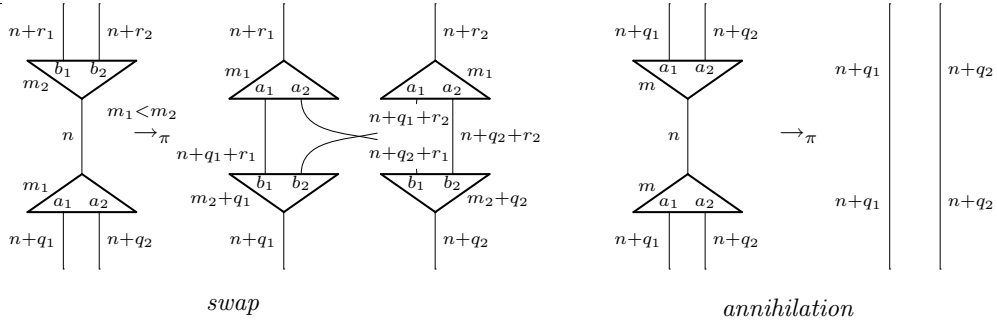 n+r₁ n+r₂ n+r₁ n+r₂ n+q₁ n+q₂
b₁ b₂ a₁ a₂
m₂ m₁ m₁ m n+q₁ n+q₂
a₁ a₂ a₁ a₂
m₁<m₂ n+q₁+r₂
n →π n+q₂+r₂ n →π
n+q₁+r₁ n+q₂+r₁
m₁ b₁ b₂ b₁ b₂ m
a₁ a₂ m₂+q₁ m₂+q₂ a₁ a₂ n+q₁ n+q₂
n+q₁ n+q₂ n+q₁ n+q₂ n+q₁ n+q₂
swap annihilation